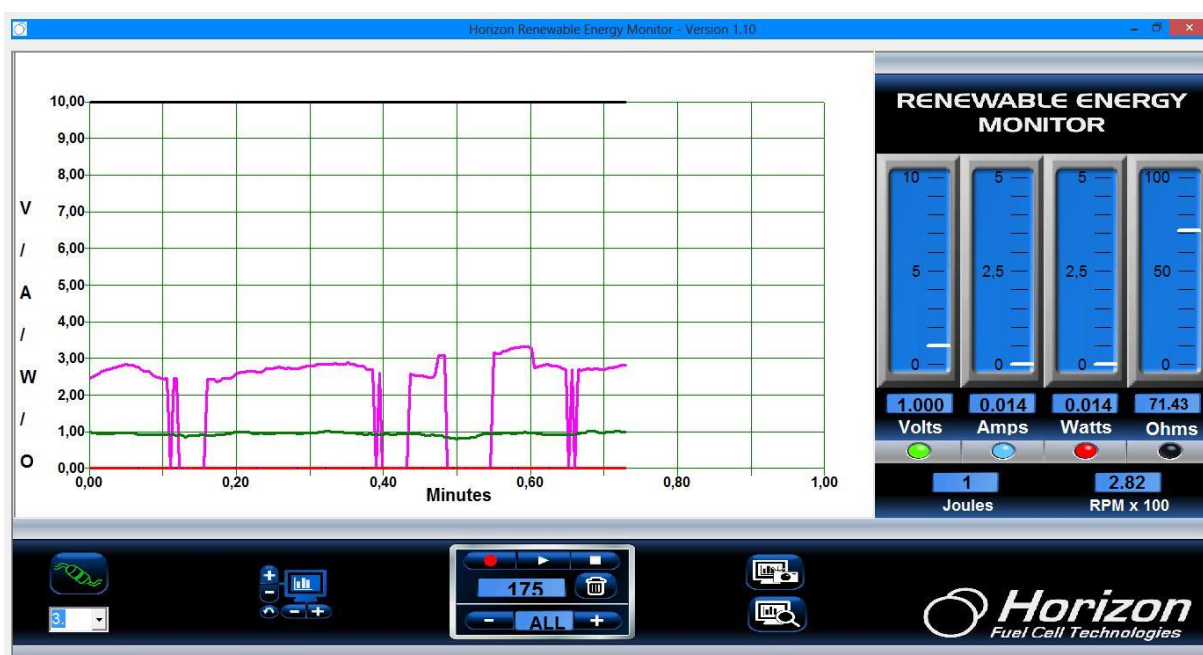 Horizon Renewable Energy Monitor - Version 1.10
10,00
9,00
8,00
7,00
6,00
5,00
4,00
3,00
2,00
1,00
0,00
V
/
A
/
W
/
O
0,00 0,20 0,40 0,60 0,80 1,00
Minutes
RENEWABLE ENERGY
MONITOR
10 5 5 100
5 2,5 2,5 50
0 0 0 0
1.000 0.014 0.014 71.43
Volts Amps Watts Ohms
1 2.82
Joules RPM x 100
3.
175
- ALL +
Horizon
Fuel Cell Technologies